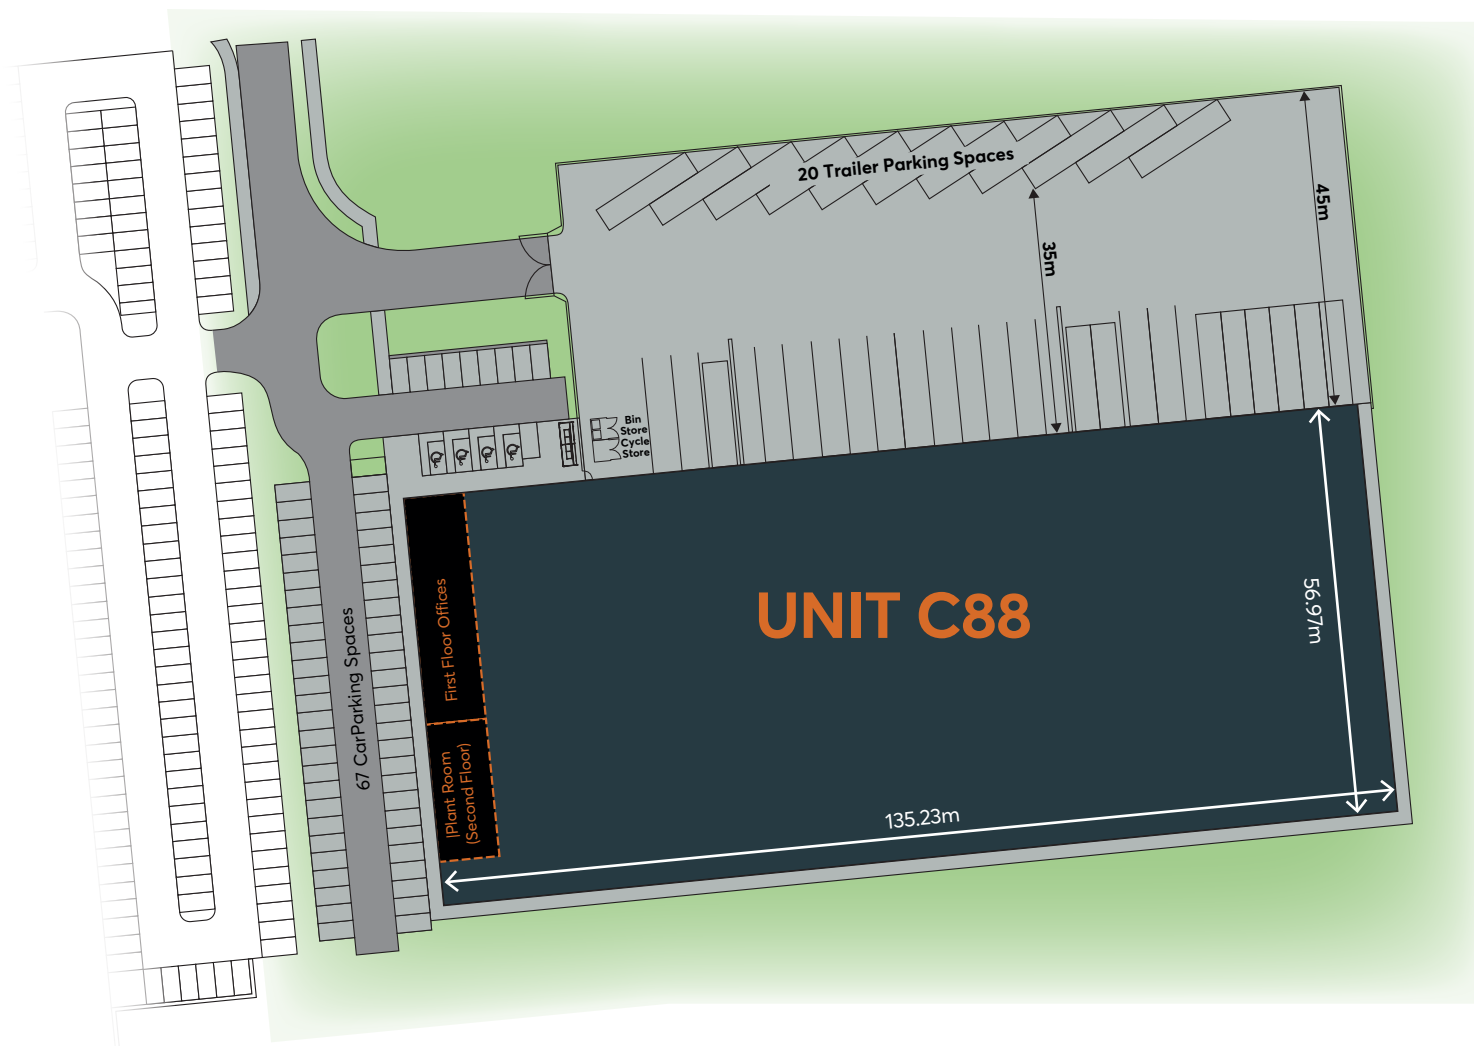 20 Trailer Parking Spaces
45m
35m
Bin
Store
Cycle
Store
UNIT C88
First Floor Offices
56.97m
67 CarParking Spaces
|Plant Room
(Second Floor)
135.23m